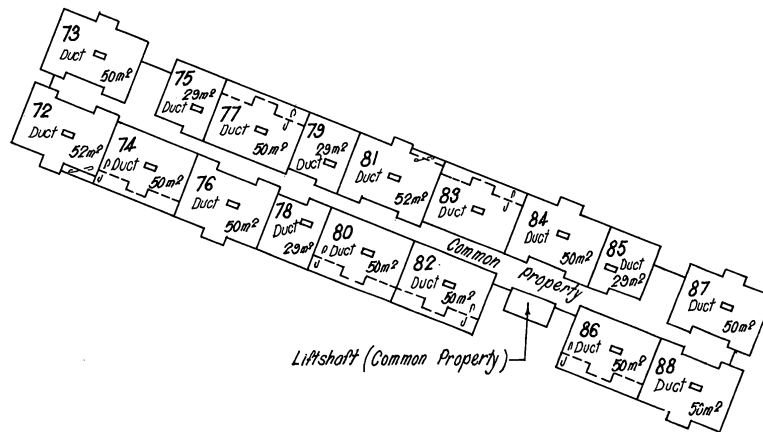 73
Duct
50m²
75
29m²
Duct
77
Duct
50m²
79
29m²
Duct
81
Duct
52m²
83
Duct
84
Duct
50m²
85
Duct
29m²
87
Duct
50m²
72
Duct
52m²
74
Duct
50m²
76
Duct
50m²
78
Duct
29m²
80
Duct
50m²
82
Duct
50m²
Common Property
86
Duct
50m²
88
Duct
50m²
Liftshaft (Common Property)